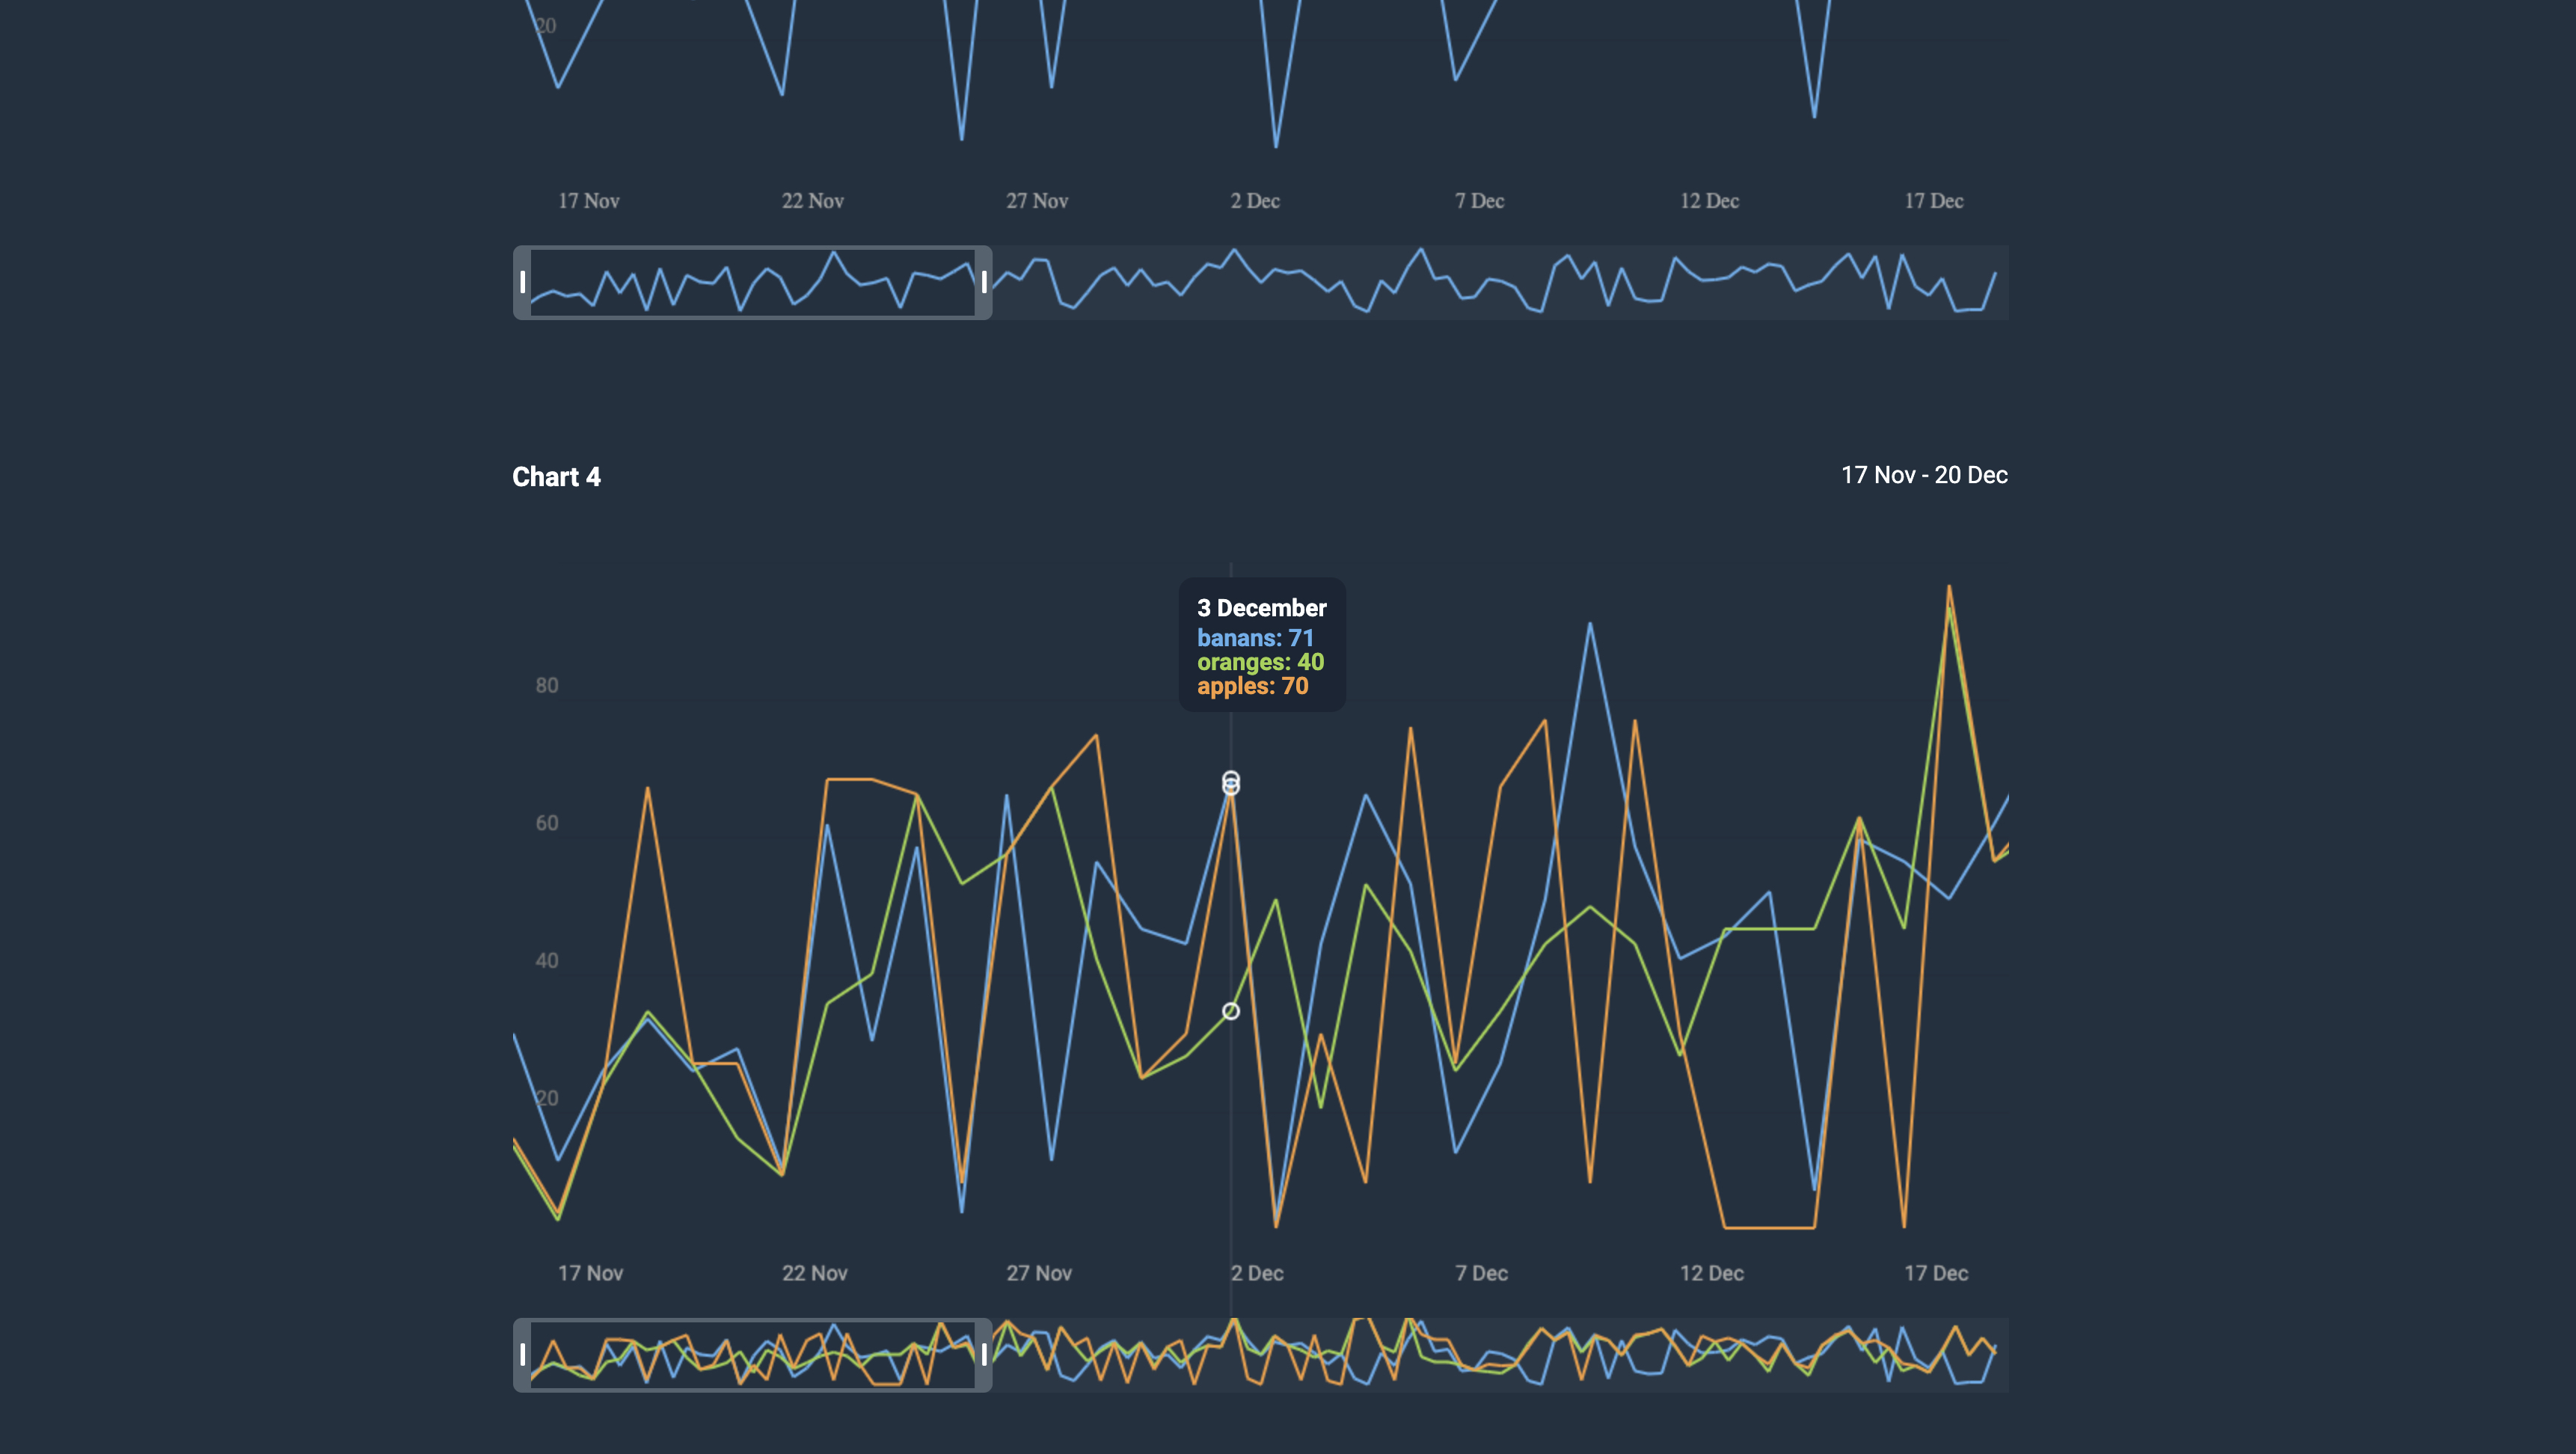 20
17 Nov 22 Nov 27 Nov 2 Dec 7 Dec 12 Dec 17 Dec
Chart 4
17 Nov - 20 Dec
3 December
banans: 71
oranges: 40
apples: 70
80
60
40
20
17 Nov 22 Nov 27 Nov 2 Dec 7 Dec 12 Dec 17 Dec